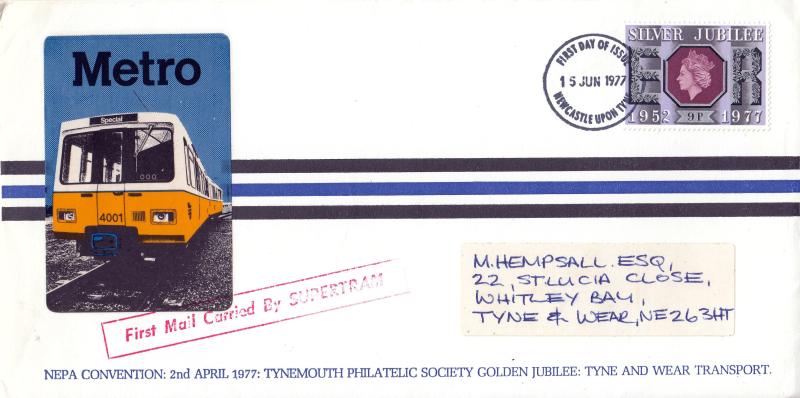 Metro
Special
4001
FIRST DAY OF ISSUE
15 JUN 1977
NEWCASTLE UPON TYNE
SILVER JUBILEE
E R
1952 9P 1977
First Mail Carried By SUPERTRAM
M. HEMPSALL. ESQ,
22, ST. LUCIA CLOSE,
WHITLEY BAY,
TYNE & WEAR, NE26 3HT
NEPA CONVENTION: 2nd APRIL 1977: TYNEMOUTH PHILATELIC SOCIETY GOLDEN JUBILEE: TYNE AND WEAR TRANSPORT.